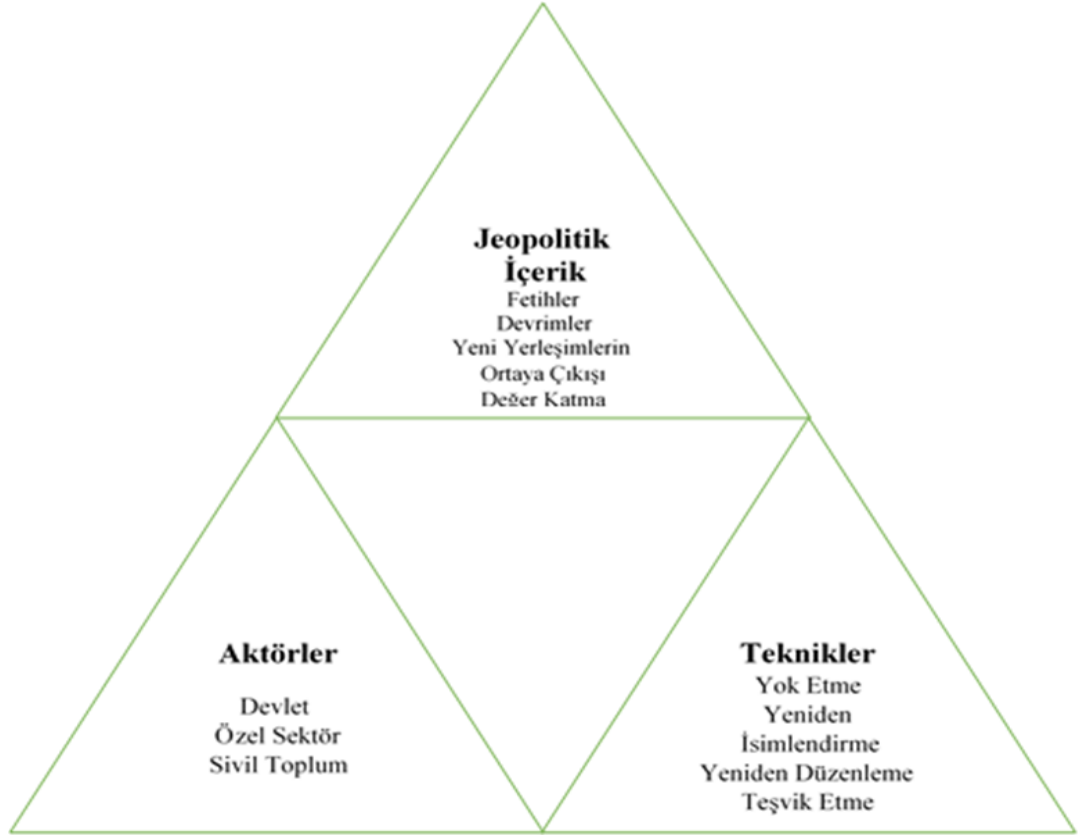 Jeopolitik
İçerik
Fetihler
Devrimler
Yeni Yerleşimlerin
Ortaya Çıkışı
Değer Katma
Aktörler
Devlet
Özel Sektör
Sivil Toplum
Teknikler
Yok Etme
Yeniden
İsimlendirme
Yeniden Düzenleme
Teşvik Etme